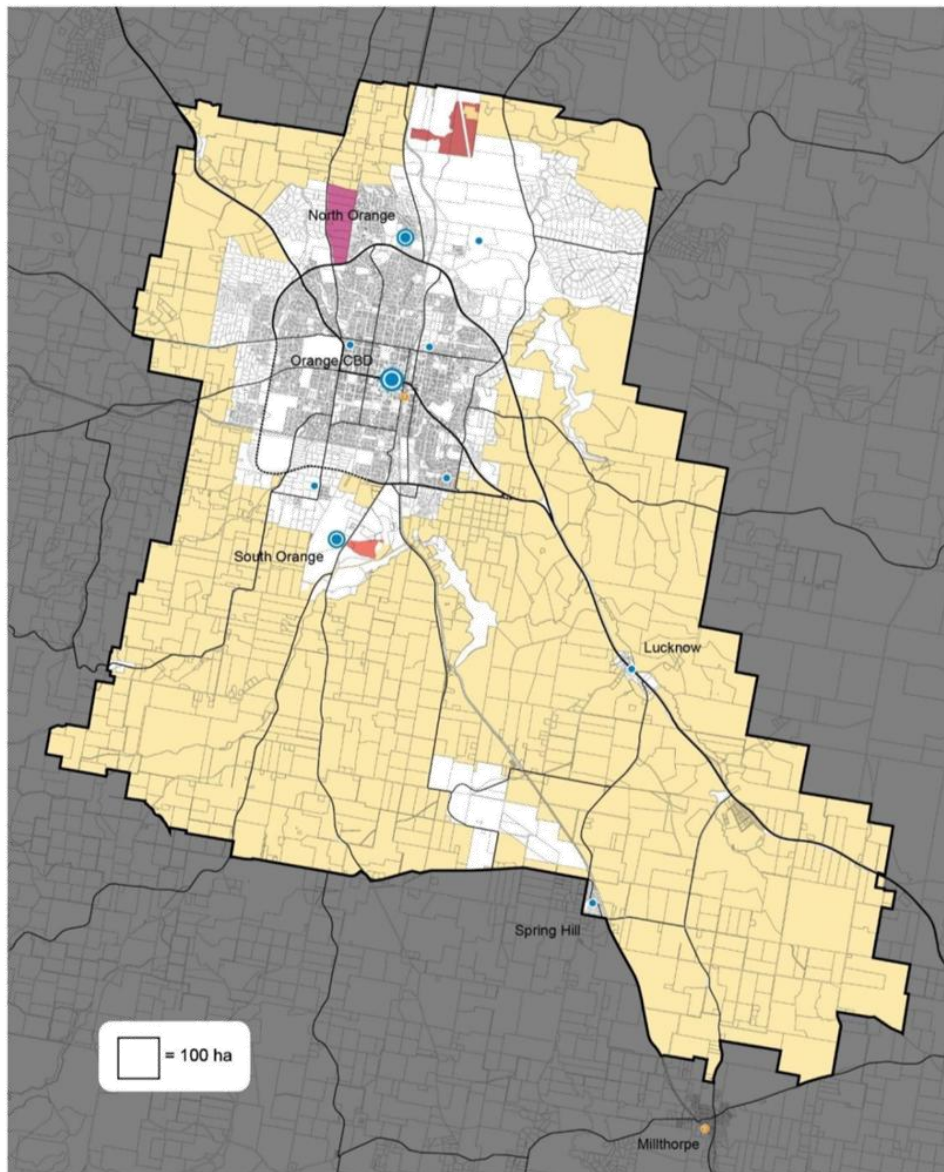 North Orange
Orange CBD
South Orange
Lucknow
Spring Hill
= 100 ha
Millthorpe